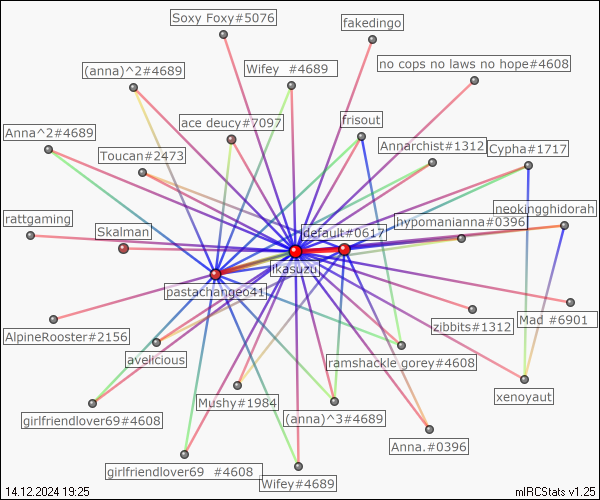 Soxy Foxy#5076
fakedingo
(anna)^2#4689
Wifey  #4689
no cops no laws no hope#4608
ace deucy#7097
frisout
Anna^2#4689
Toucan#2473
Annarchist#1312
Cypha#1717
rattgaming
Skalman
default#0617
hypomanianna#0396
neokingghidorah
lkasuzu
pastachangeo41
AlpineRooster#2156
avelicious
zibbits#1312
Mad #6901
ramshackle gorey#4608
xenoyaut
girlfriendlover69#4608
Mushy#1984
(anna)^3#4689
Anna.#0396
girlfriendlover69  #4608
Wifey#4689
14.12.2024 19:25
mIRCStats v1.25